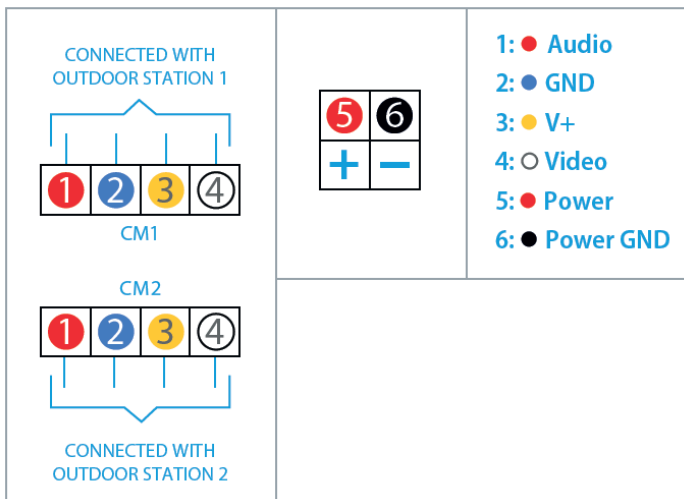 CONNECTED WITH
OUTDOOR STATION 1
1 2 3 4
CM1
CM2
1 2 3 4
CONNECTED WITH
OUTDOOR STATION 2
5 6
+ −
1: Audio
2: GND
3: V+
4: Video
5: Power
6: Power GND